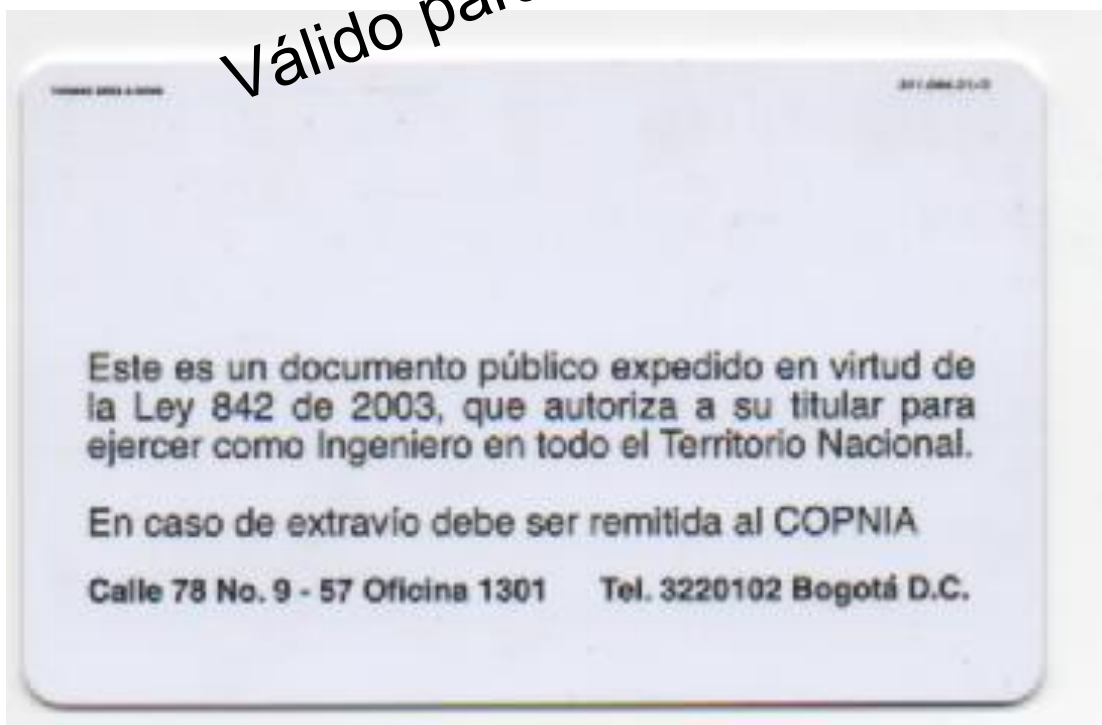 Válido para
Este es un documento público expedido en virtud de
la Ley 842 de 2003, que autoriza a su titular para
ejercer como Ingeniero en todo el Territorio Nacional.
En caso de extravío debe ser remitida al COPNIA
Calle 78 No. 9 - 57 Oficina 1301 Tel. 3220102 Bogotá D.C.